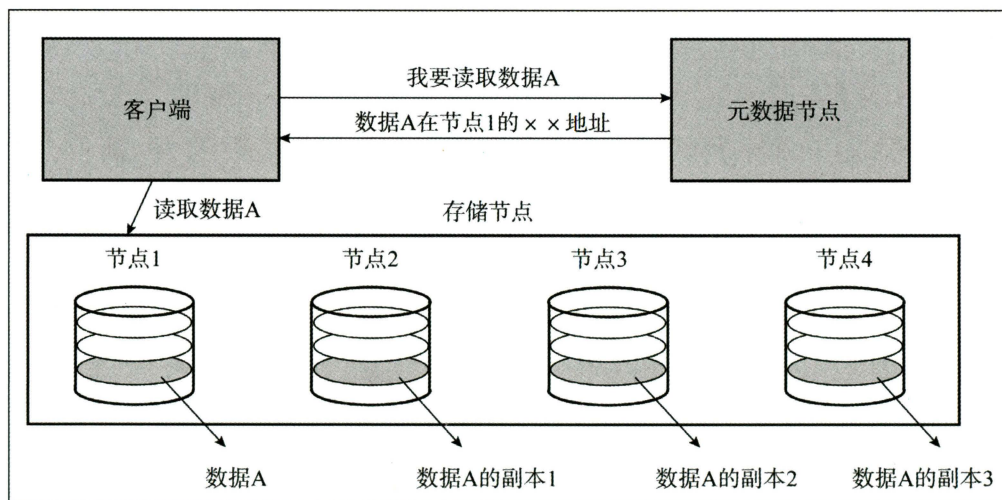 客户端
我要读取数据A
数据A在节点1的××地址
元数据节点
读取数据A
存储节点
节点1
节点2
节点3
节点4
数据A
数据A的副本1
数据A的副本2
数据A的副本3